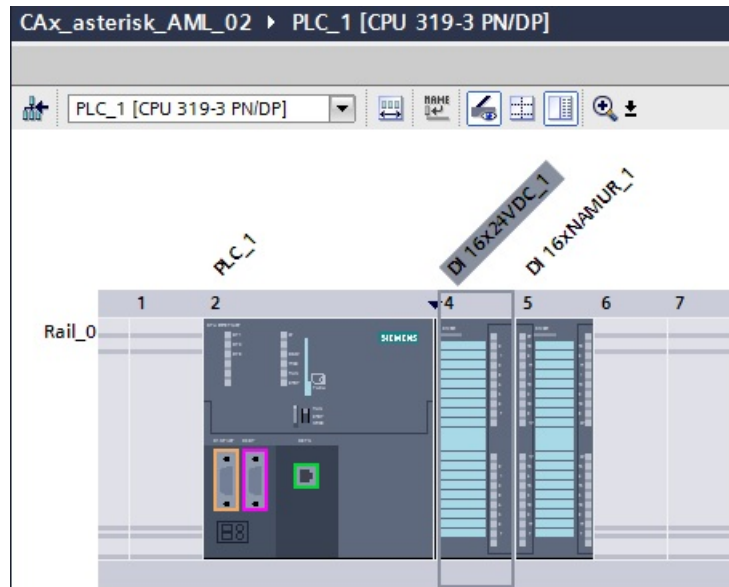 CAx_asterisk_AML_02 ▸ PLC_1 [CPU 319-3 PN/DP]
PLC_1 [CPU 319-3 PN/DP]
NAME
PLC_1
DI 16x24VDC_1
DI 16xNAMUR_1
1 2 4 5 6 7
Rail_0
SIEMENS